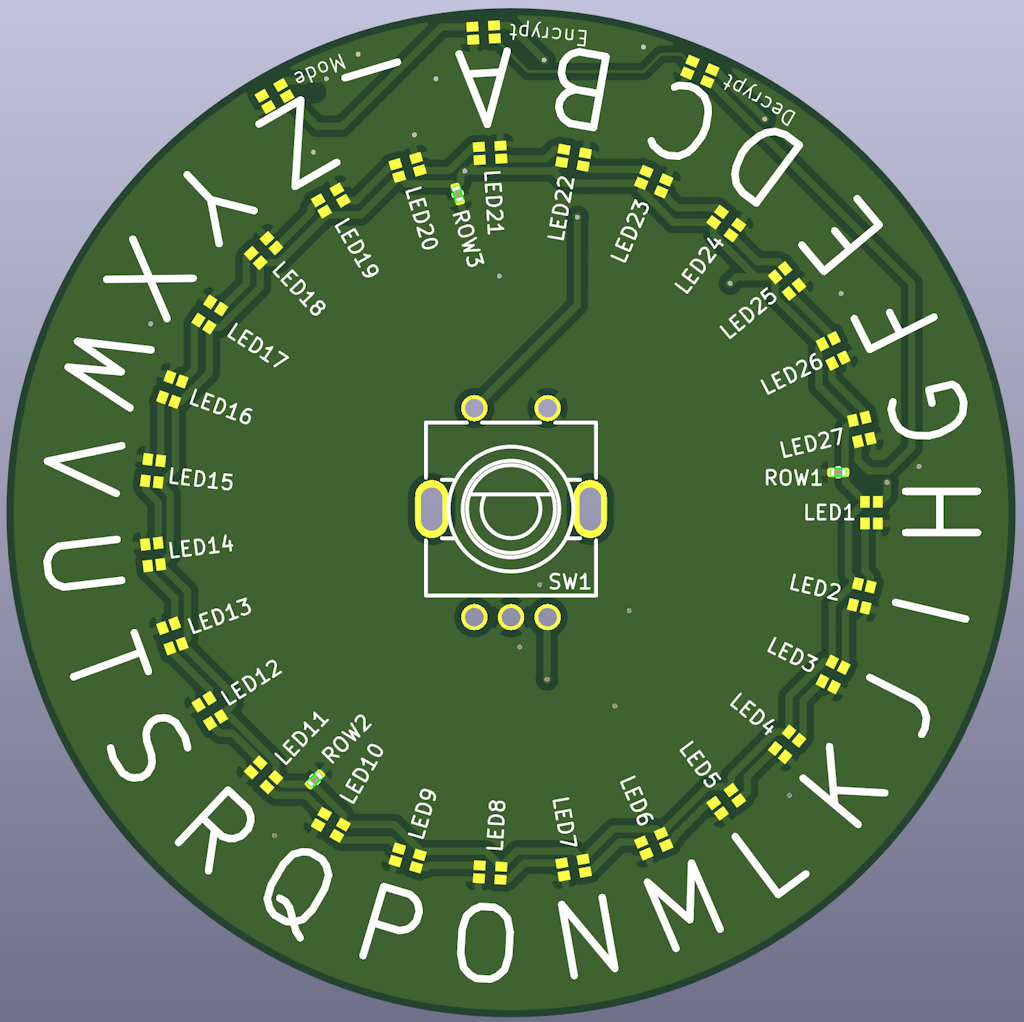 Mode
Encrypt
Decrypt
A
B
C
D
E
F
G
H
I
J
K
L
M
N
O
P
Q
R
S
T
U
V
W
X
Y
Z
_
LED1
LED2
LED3
LED4
LED5
LED6
LED7
LED8
LED9
LED10
LED11
LED12
LED13
LED14
LED15
LED16
LED17
LED18
LED19
LED20
LED21
LED22
LED23
LED24
LED25
LED26
LED27
ROW1
ROW2
ROW3
SW1